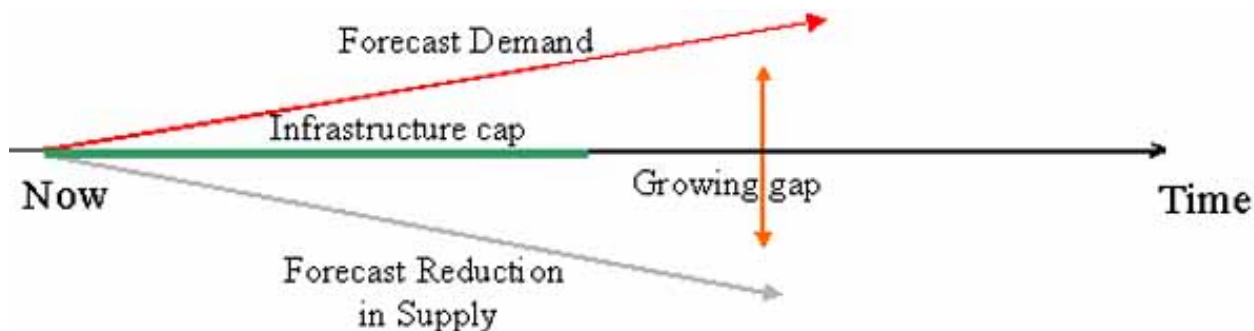 Forecast Demand
Infrastructure cap
Now
Growing gap
Time
Forecast Reduction
in Supply